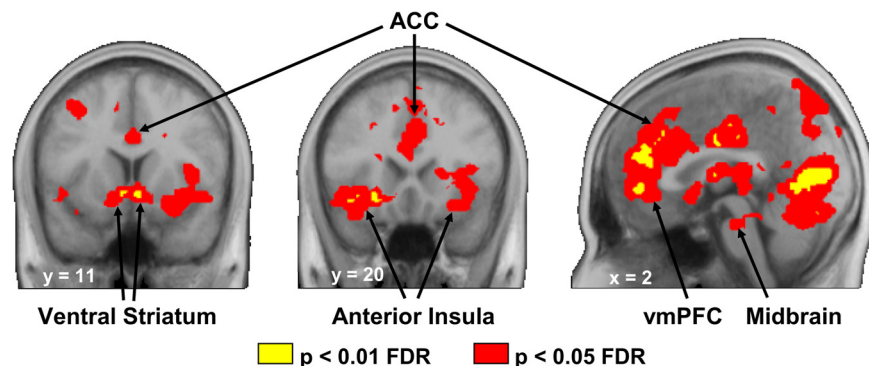 ACC
y = 11
y = 20
x = 2
Ventral Striatum
Anterior Insula
vmPFC
Midbrain
p < 0.01 FDR
p < 0.05 FDR